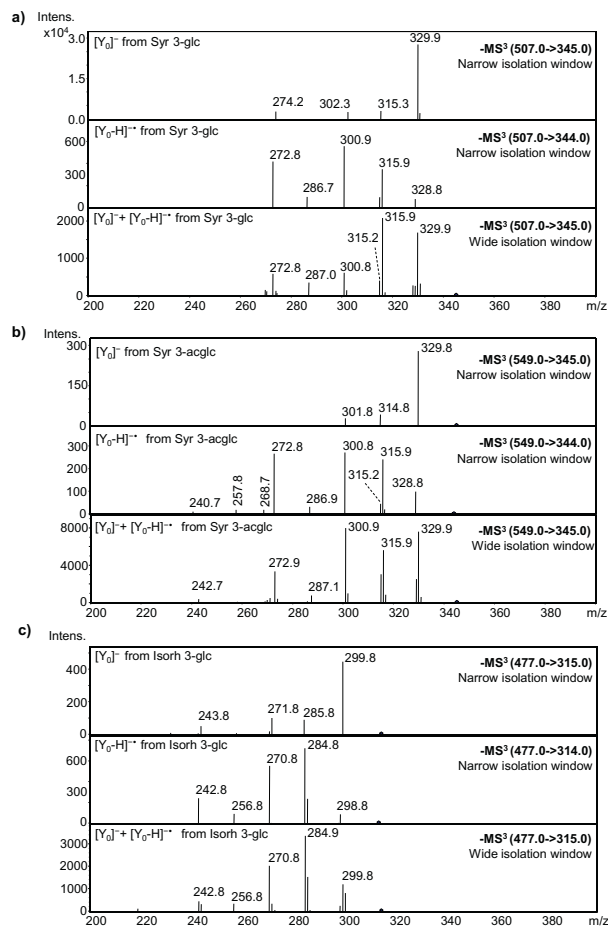 a) Intens.
x10⁴
[Y₀]⁻ from Syr 3-glc
-MS³ (507.0->345.0)
Narrow isolation window
3.0
1.5
0.0
274.2
302.3
315.3
329.9
[Y₀-H]⁻• from Syr 3-glc
-MS³ (507.0->344.0)
Narrow isolation window
600
300
0
272.8
286.7
300.9
315.9
328.8
[Y₀]⁻+ [Y₀-H]⁻• from Syr 3-glc
-MS³ (507.0->345.0)
Wide isolation window
2000
1000
0
272.8
287.0
300.8
315.2
315.9
329.9
200 220 240 260 280 300 320 340 360 380 m/z
b) Intens.
[Y₀]⁻ from Syr 3-acglc
-MS³ (549.0->345.0)
Narrow isolation window
300
150
0
301.8
314.8
329.8
[Y₀-H]⁻• from Syr 3-acglc
-MS³ (549.0->344.0)
Narrow isolation window
300
200
100
0
240.7
257.8
268.7
272.8
286.9
300.8
315.2
315.9
328.8
[Y₀]⁻+ [Y₀-H]⁻• from Syr 3-acglc
-MS³ (549.0->345.0)
Wide isolation window
8000
4000
0
242.7
272.9
287.1
300.9
315.9
329.9
200 220 240 260 280 300 320 340 360 380 m/z
c) Intens.
[Y₀]⁻ from Isorh 3-glc
-MS³ (477.0->315.0)
Narrow isolation window
400
200
0
243.8
271.8
285.8
299.8
[Y₀-H]⁻• from Isorh 3-glc
-MS³ (477.0->314.0)
Narrow isolation window
600
300
0
242.8
256.8
270.8
284.8
298.8
[Y₀]⁻+ [Y₀-H]⁻• from Isorh 3-glc
-MS³ (477.0->315.0)
Wide isolation window
3000
2000
1000
0
242.8
256.8
270.8
284.9
299.8
200 220 240 260 280 300 320 340 360 380 m/z